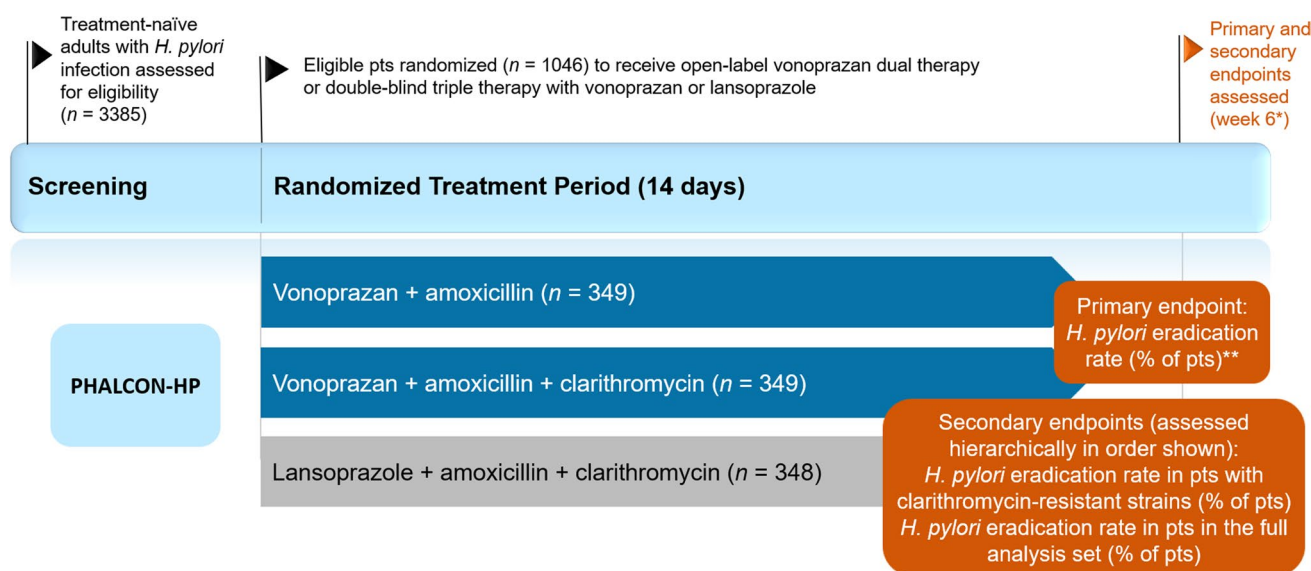 Treatment-naïve
adults with H. pylori
infection assessed
for eligibility
(n = 3385)
Eligible pts randomized (n = 1046) to receive open-label vonoprazan dual therapy
or double-blind triple therapy with vonoprazan or lansoprazole
Primary and
secondary
endpoints
assessed
(week 6*)
Screening
Randomized Treatment Period (14 days)
PHALCON-HP
Vonoprazan + amoxicillin (n = 349)
Vonoprazan + amoxicillin + clarithromycin (n = 349)
Lansoprazole + amoxicillin + clarithromycin (n = 348)
Primary endpoint:
H. pylori eradication
rate (% of pts)**
Secondary endpoints (assessed
hierarchically in order shown):
H. pylori eradication rate in pts with
clarithromycin-resistant strains (% of pts)
H. pylori eradication rate in pts in the full
analysis set (% of pts)